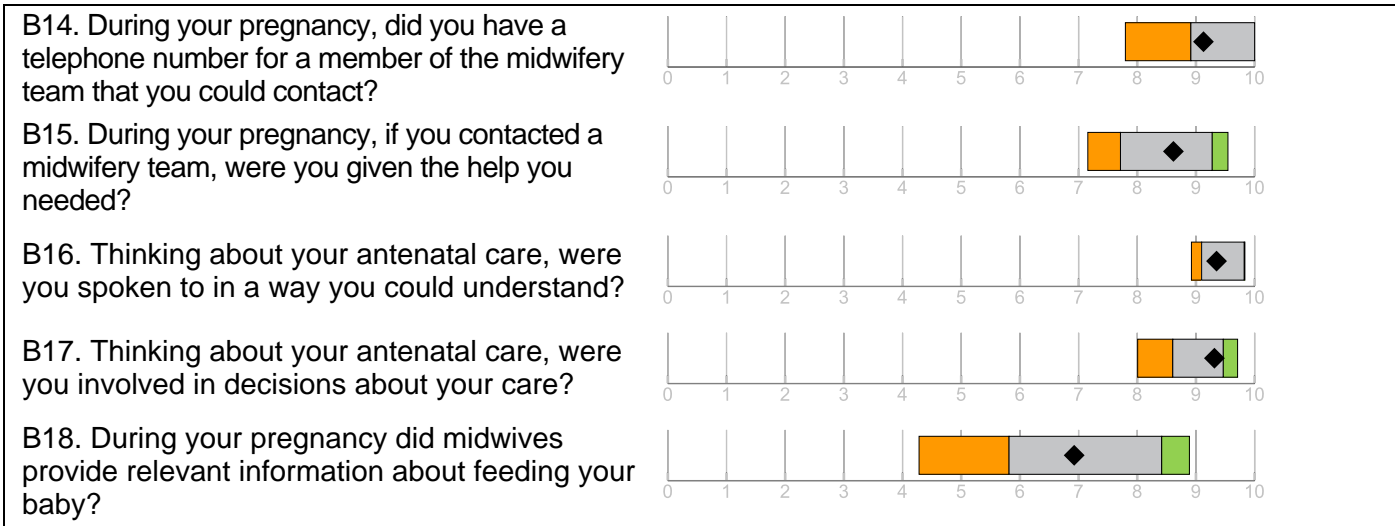 B14. During your pregnancy, did you have a
telephone number for a member of the midwifery
team that you could contact?
0 1 2 3 4 5 6 7 8 9 10
B15. During your pregnancy, if you contacted a
midwifery team, were you given the help you
needed?
0 1 2 3 4 5 6 7 8 9 10
B16. Thinking about your antenatal care, were
you spoken to in a way you could understand?
0 1 2 3 4 5 6 7 8 9 10
B17. Thinking about your antenatal care, were
you involved in decisions about your care?
0 1 2 3 4 5 6 7 8 9 10
B18. During your pregnancy did midwives
provide relevant information about feeding your
baby?
0 1 2 3 4 5 6 7 8 9 10